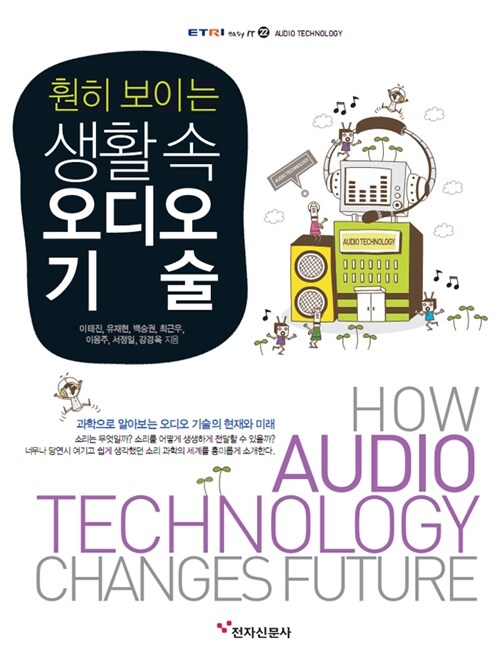 ETRI easy IT 22 AUDIO TECHNOLOGY
훤히 보이는
생활 속
오디오
기 술
이태진, 유재현, 백승권, 최근우,
이용주, 서정일, 강경옥 지음
AUDIO TECHNOLOGY
AUDIO TECHNOLOGY
과학으로 알아보는 오디오 기술의 현재와 미래
소리는 무엇일까? 소리를 어떻게 생생하게 전달할 수 있을까?
너무나 당연시 여기고 쉽게 생각했던 소리 과학의 세계를 흥미롭게 소개한다.
HOW
AUDIO
TECHNOLOGY
CHANGES FUTURE
전자신문사